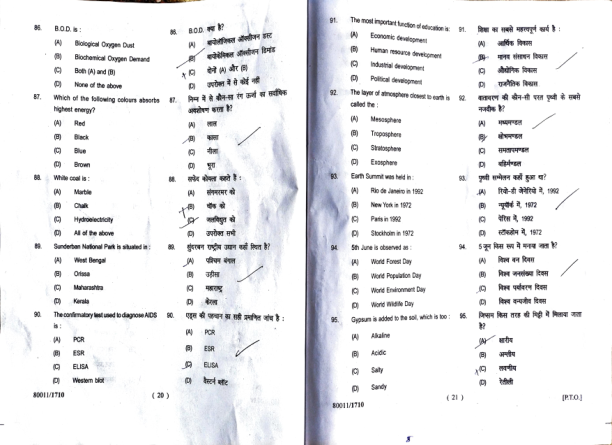 86. B.O.D. is :
(A) Biological Oxygen Dust
(B) Biochemical Oxygen Demand
(C) Both (A) and (B)
(D) None of the above
87. Which of the following colours absorbs highest energy?
(A) Red
(B) Black
(C) Blue
(D) Brown
88. White coal is :
(A) Marble
(B) Chalk
(C) Hydroelectricity
(D) All of the above
89. Sunderban National Park is situated in :
(A) West Bengal
(B) Orissa
(C) Maharashtra
(D) Kerala
90. The confirmatory test used to diagnose AIDS is :
(A) PCR
(B) ESR
(C) ELISA
(D) Western blot
80011/1710
( 20 )
86. B.O.D. क्या है?
(A) बायोलॉजिकल ऑक्सीजन डस्ट
(B) बायोकेमिकल ऑक्सीजन डिमांड
(C) दोनों (A) और (B)
(D) उपरोक्त में से कोई नहीं
87. निम्न में से कौन-सा रंग ऊर्जा का सर्वाधिक
अवशोषण करता है?
(A) लाल
(B) काला
(C) नीला
(D) भूरा
88. सफेद कोयला कहते हैं :
(A) संगमरमर को
(B) चॉक को
(C) जलविद्युत को
(D) उपरोक्त सभी
89. सुंदरबन राष्ट्रीय उद्यान कहाँ स्थित है?
(A) पश्चिम बंगाल
(B) उड़ीसा
(C) महाराष्ट्र
(D) केरला
90. एड्स की पहचान का सही प्रमाणित जांच है :
(A) PCR
(B) ESR
(C) ELISA
(D) वैस्टर्न ब्लॉट
91. The most important function of education is:
(A) Economic development
(B) Human resource development
(C) Industrial development
(D) Political development
92. The layer of atmosphere closest to earth is
called the :
(A) Mesosphere
(B) Troposphere
(C) Stratosphere
(D) Exosphere
93. Earth Summit was held in :
(A) Rio de Janeiro in 1992
(B) New York in 1972
(C) Paris in 1992
(D) Stockholm in 1972
94. 5th June is observed as :
(A) World Forest Day
(B) World Population Day
(C) World Environment Day
(D) World Wildlife Day
95. Gypsum is added to the soil, which is too :
(A) Alkaline
(B) Acidic
(C) Salty
(D) Sandy
80011/1710
( 21 )
91. शिक्षा का सबसे महत्वपूर्ण कार्य है :
(A) आर्थिक विकास
(B) मानव संसाधन विकास
(C) औद्योगिक विकास
(D) राजनैतिक विकास
92. वातावरण की कौन-सी परत पृथ्वी के सबसे
नजदीक है?
(A) मध्यमण्डल
(B) क्षोभमण्डल
(C) समतापमण्डल
(D) बहिर्मण्डल
93. पृथ्वी सम्मेलन कहाँ हुआ था?
(A) रियो-डी जेनेरियो में, 1992
(B) न्यूयॉर्क में, 1972
(C) पेरिस में, 1992
(D) स्टॉकहोम में, 1972
94. 5 जून किस रूप में मनाया जाता है?
(A) विश्व वन दिवस
(B) विश्व जनसंख्या दिवस
(C) विश्व पर्यावरण दिवस
(D) विश्व वन्यजीव दिवस
95. जिप्सम किस तरह की मिट्टी में मिलाया जाता
है?
(A) क्षारीय
(B) अम्लीय
(C) लवणीय
(D) रेतीली
[P.T.O.]